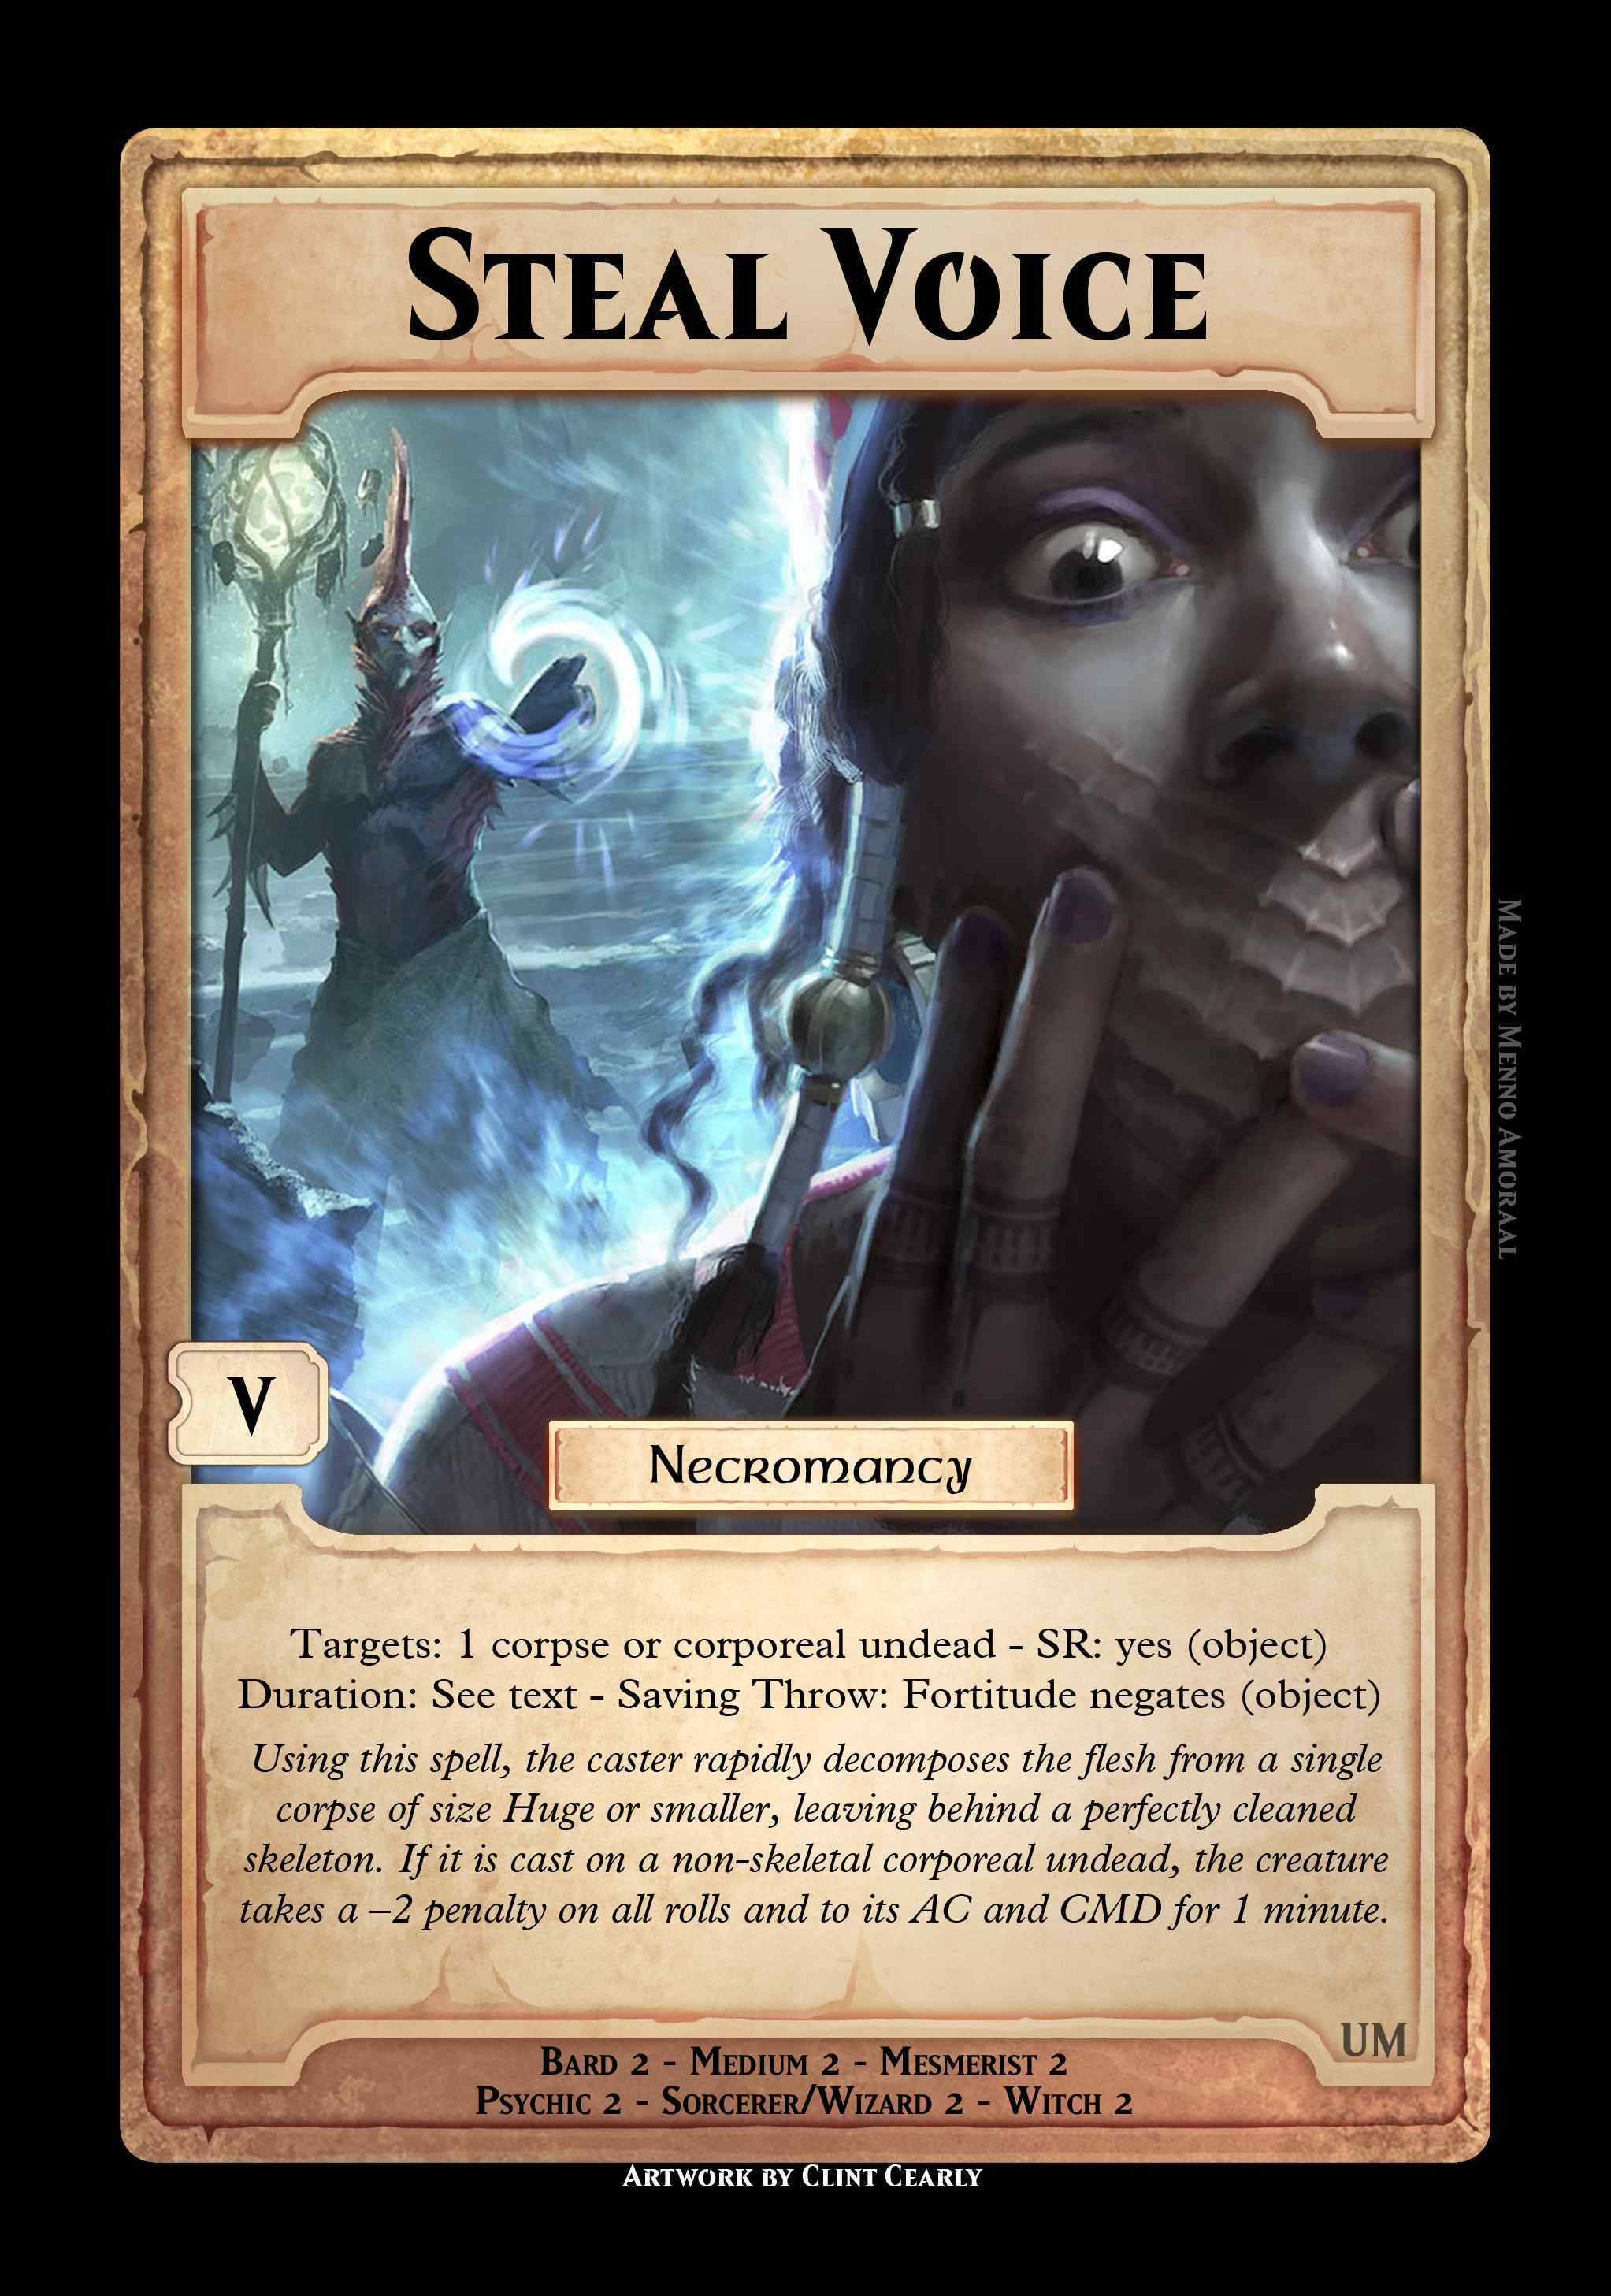 Steal Voice
V
Necromancy
Targets: 1 corpse or corporeal undead - SR: yes (object)
Duration: See text - Saving Throw: Fortitude negates (object)
Using this spell, the caster rapidly decomposes the flesh from a single
corpse of size Huge or smaller, leaving behind a perfectly cleaned
skeleton. If it is cast on a non-skeletal corporeal undead, the creature
takes a –2 penalty on all rolls and to its AC and CMD for 1 minute.
UM
Bard 2 - Medium 2 - Mesmerist 2
Psychic 2 - Sorcerer/Wizard 2 - Witch 2
Artwork by Clint Cearly
Made by Menno Amoraal